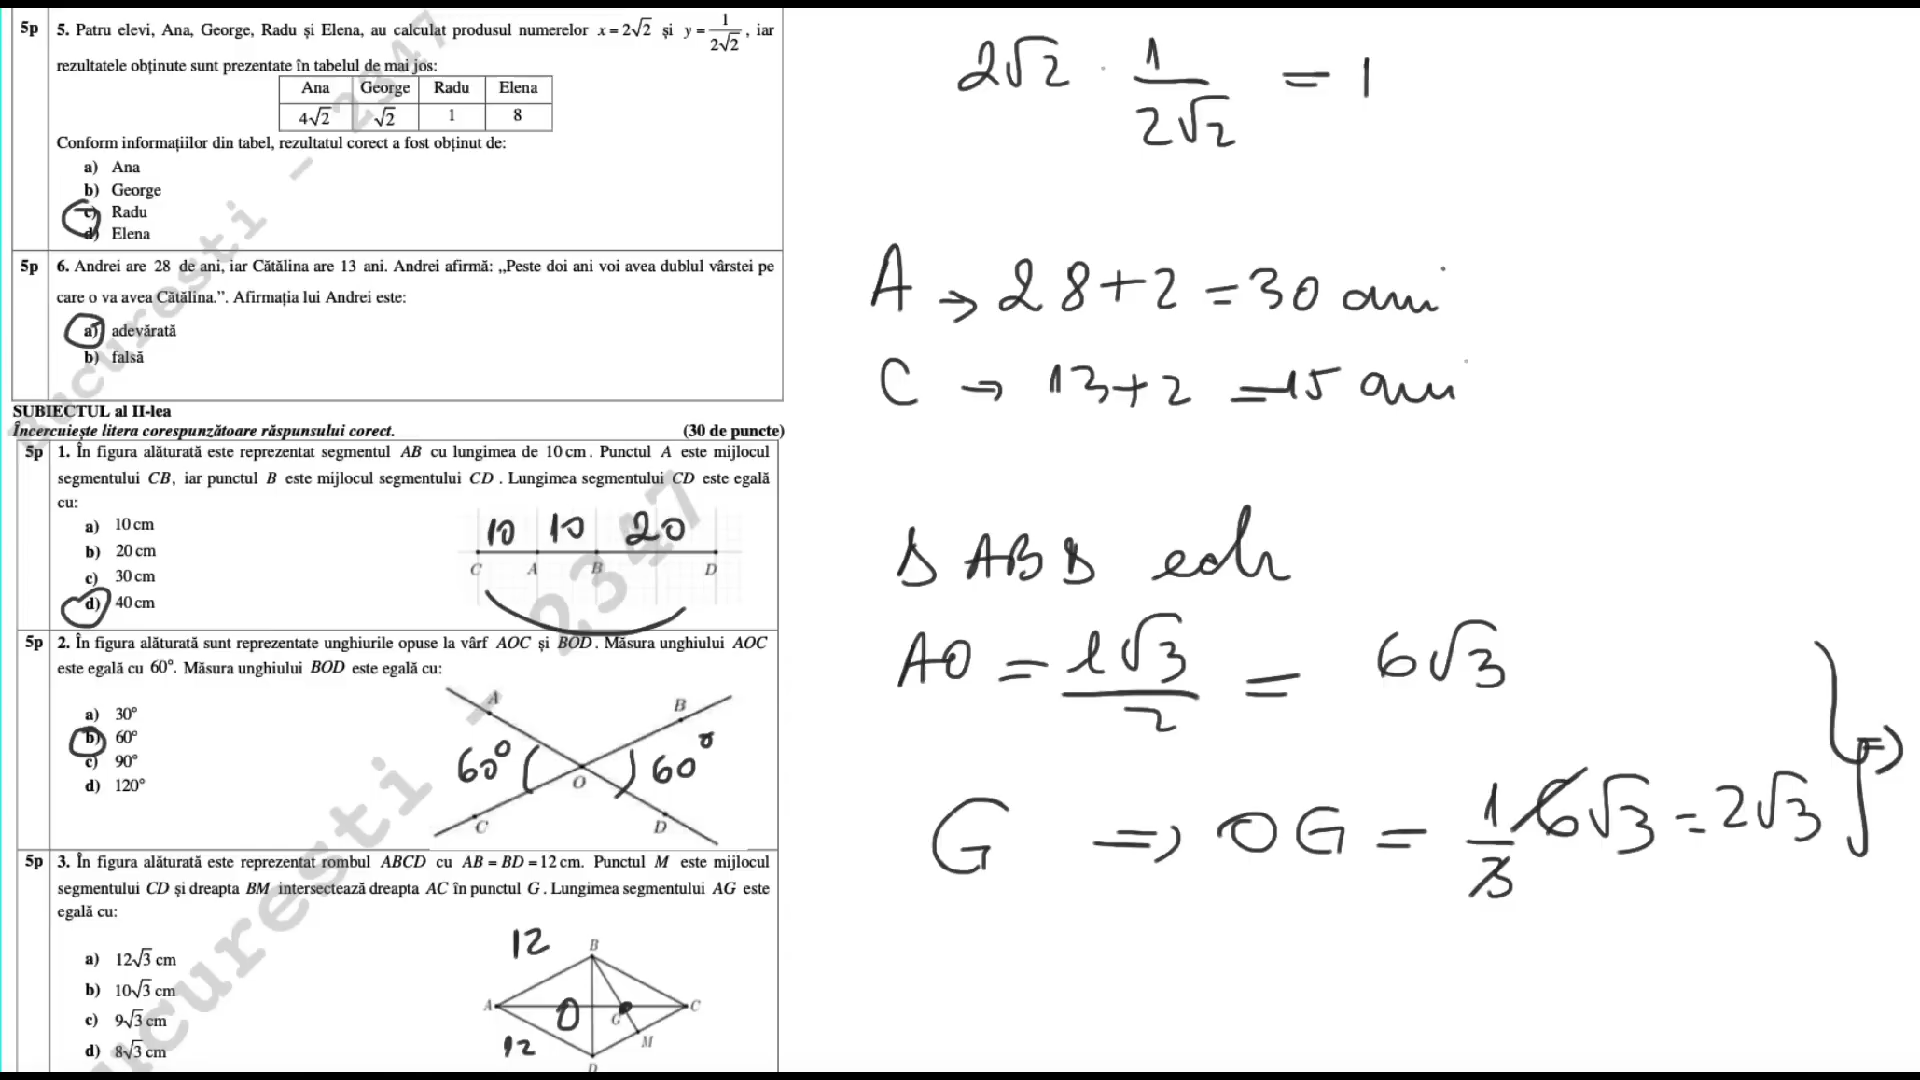 5p 5. Patru elevi, Ana, George, Radu și Elena, au calculat produsul numerelor x = 2√2 și y = 1/(2√2), iar
rezultatele obținute sunt prezentate în tabelul de mai jos:
Ana George Radu Elena
4√2 √2 1 8
Conform informațiilor din tabel, rezultatul corect a fost obținut de:
a) Ana
b) George
c) Radu
d) Elena
5p 6. Andrei are 28 de ani, iar Cătălina are 13 ani. Andrei afirmă: „Peste doi ani voi avea dublul vârstei pe
care o va avea Cătălina.”. Afirmația lui Andrei este:
a) adevărată
b) falsă
SUBIECTUL al II-lea
Încercuiește litera corespunzătoare răspunsului corect. (30 de puncte)
5p 1. În figura alăturată este reprezentat segmentul AB cu lungimea de 10 cm. Punctul A este mijlocul
segmentului CB, iar punctul B este mijlocul segmentului CD. Lungimea segmentului CD este egală
cu:
a) 10 cm
b) 20 cm
c) 30 cm
d) 40 cm
10 10 20
C A B D
5p 2. În figura alăturată sunt reprezentate unghiurile opuse la vârf AOC și BOD. Măsura unghiului AOC
este egală cu 60°. Măsura unghiului BOD este egală cu:
a) 30°
b) 60°
c) 90°
d) 120°
A B
60° 60°
O
C D
5p 3. În figura alăturată este reprezentat rombul ABCD cu AB = BD = 12 cm. Punctul M este mijlocul
segmentului CD și dreapta BM intersectează dreapta AC în punctul G. Lungimea segmentului AG este
egală cu:
a) 12√3 cm
b) 10√3 cm
c) 9√3 cm
d) 8√3 cm
12 B
A O G C
12 M
D
2√2 · 1/(2√2) = 1
A → 28 + 2 = 30 ani
C → 13 + 2 = 15 ani
Δ ABD ech
AO = l√3/2 = 6√3
G ⇒ OG = 1/3 · 6√3 = 2√3 ⇒
București - 2347
București - 2347